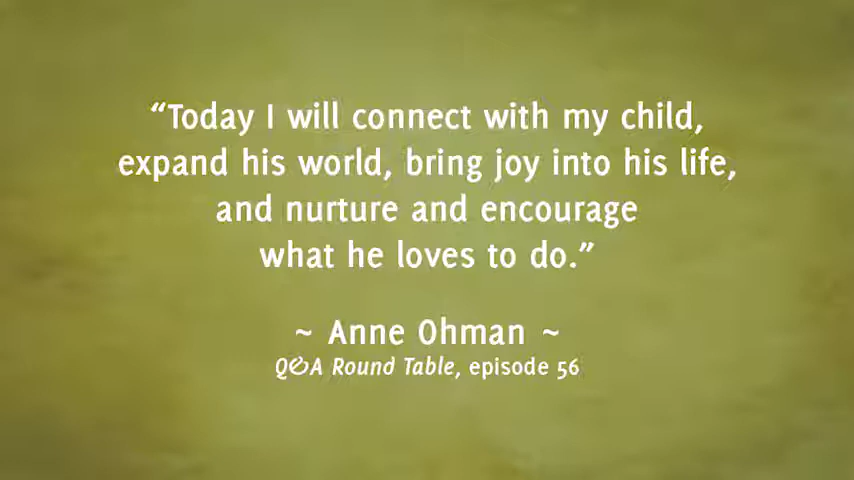 “Today I will connect with my child,
expand his world, bring joy into his life,
and nurture and encourage
what he loves to do.”
~ Anne Ohman ~
Q&A Round Table, episode 56